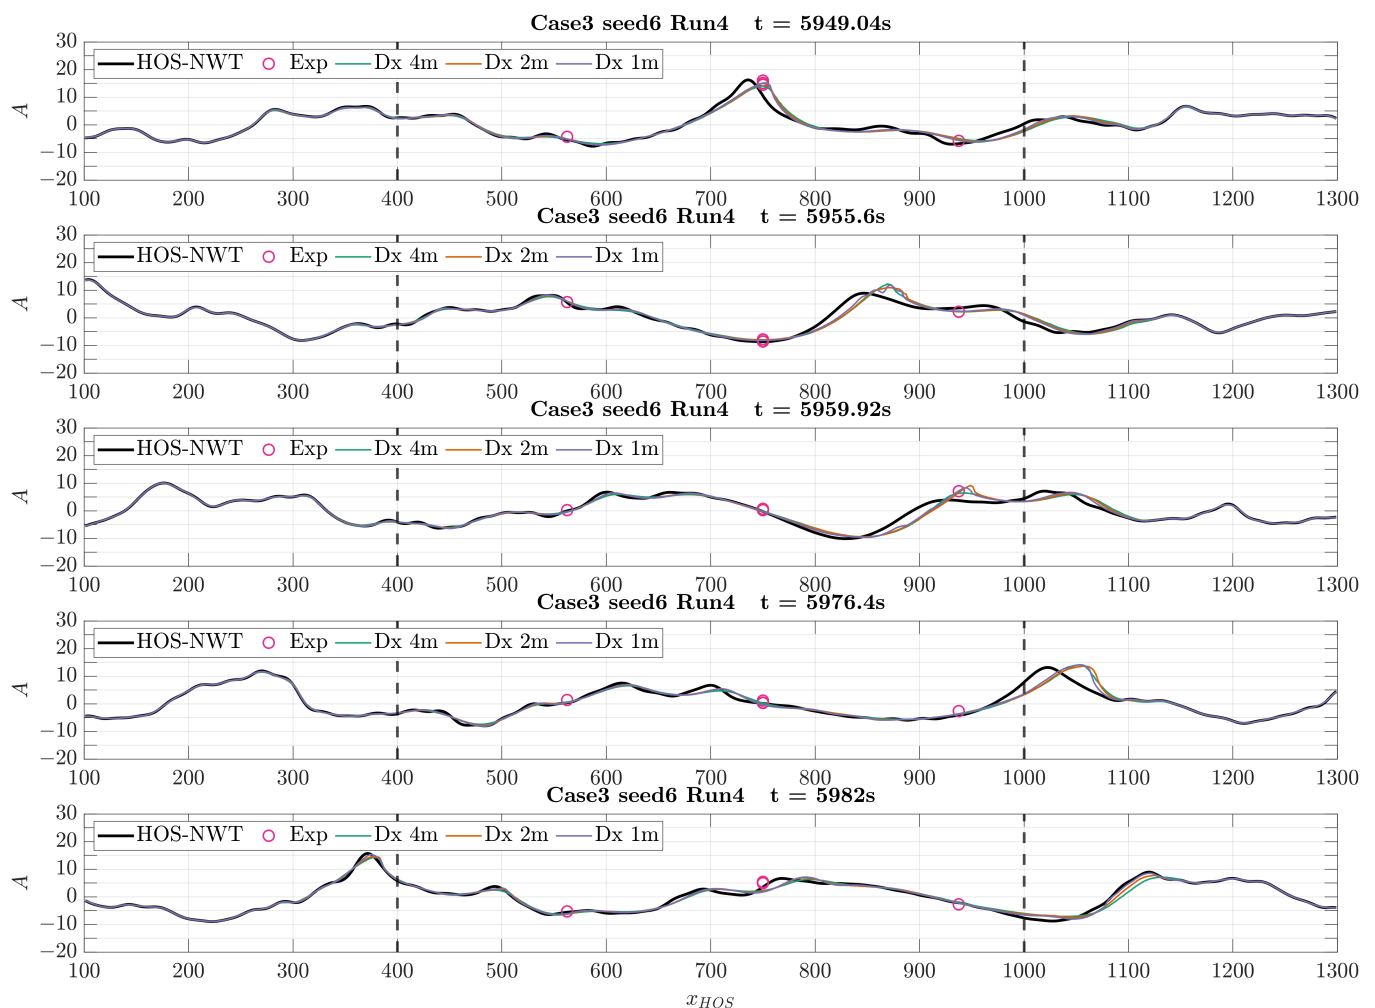 Case3 seed6 Run4 t = 5949.04s
30
20
10
0
−10
−20
A
HOS-NWT Exp Dx 4m Dx 2m Dx 1m
100 200 300 400 500 600 700 800 900 1000 1100 1200 1300
Case3 seed6 Run4 t = 5955.6s
30
20
10
0
−10
−20
A
HOS-NWT Exp Dx 4m Dx 2m Dx 1m
100 200 300 400 500 600 700 800 900 1000 1100 1200 1300
Case3 seed6 Run4 t = 5959.92s
30
20
10
0
−10
−20
A
HOS-NWT Exp Dx 4m Dx 2m Dx 1m
100 200 300 400 500 600 700 800 900 1000 1100 1200 1300
Case3 seed6 Run4 t = 5976.4s
30
20
10
0
−10
−20
A
HOS-NWT Exp Dx 4m Dx 2m Dx 1m
100 200 300 400 500 600 700 800 900 1000 1100 1200 1300
Case3 seed6 Run4 t = 5982s
30
20
10
0
−10
−20
A
HOS-NWT Exp Dx 4m Dx 2m Dx 1m
100 200 300 400 500 600 700 800 900 1000 1100 1200 1300
x_HOS